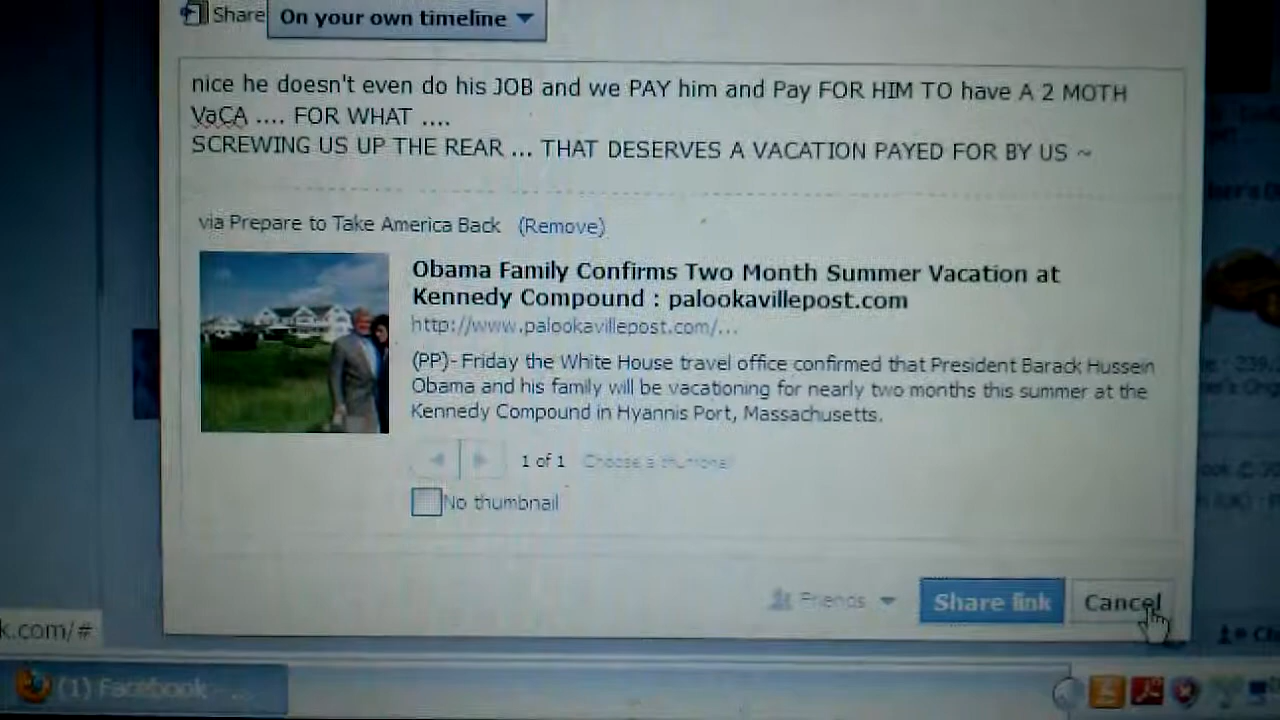 Share
On your own timeline
nice he doesn't even do his JOB and we PAY him and Pay FOR HIM TO have A 2 MOTH
VaCA .... FOR WHAT ....
SCREWING US UP THE REAR ... THAT DESERVES A VACATION PAYED FOR BY US ~
via Prepare to Take America Back (Remove)
Obama Family Confirms Two Month Summer Vacation at
Kennedy Compound : palookavillepost.com
http://www.palookavillepost.com/...
(PP)- Friday the White House travel office confirmed that President Barack Hussein
Obama and his family will be vacationing for nearly two months this summer at the
Kennedy Compound in Hyannis Port, Massachusetts.
1 of 1 Choose a thumbnail
No thumbnail
Friends
Share link
Cancel
k.com/#
(1) Facebook - ...